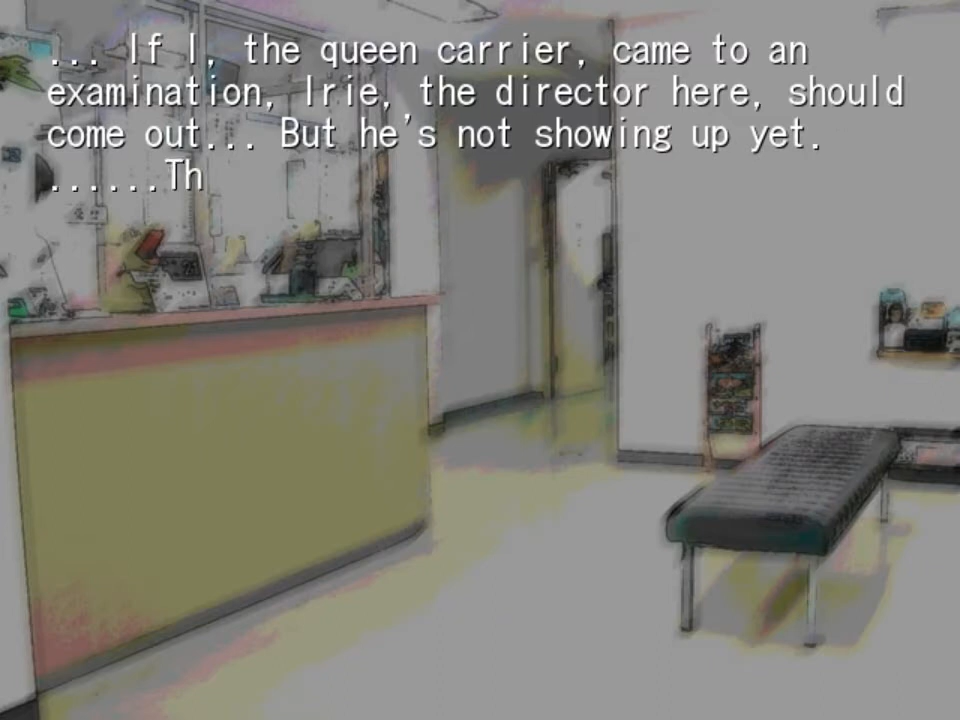 ... If I, the queen carrier, came to an
examination, Irie, the director here, should
come out... But he's not showing up yet.
......Th